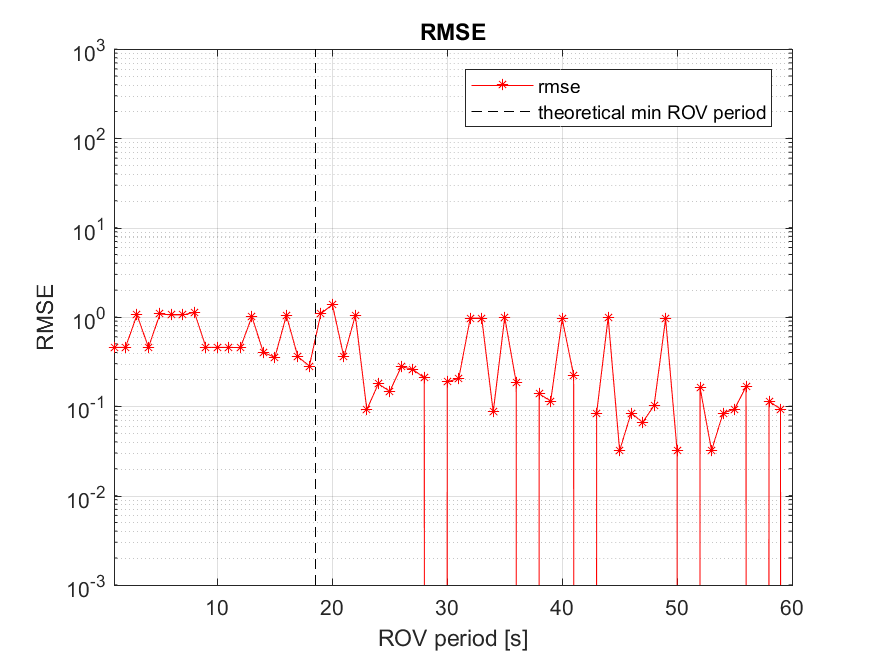 RMSE
10^3
10^2
10^1
10^0
10^-1
10^-2
10^-3
RMSE
rmse
theoretical min ROV period
10 20 30 40 50 60
ROV period [s]